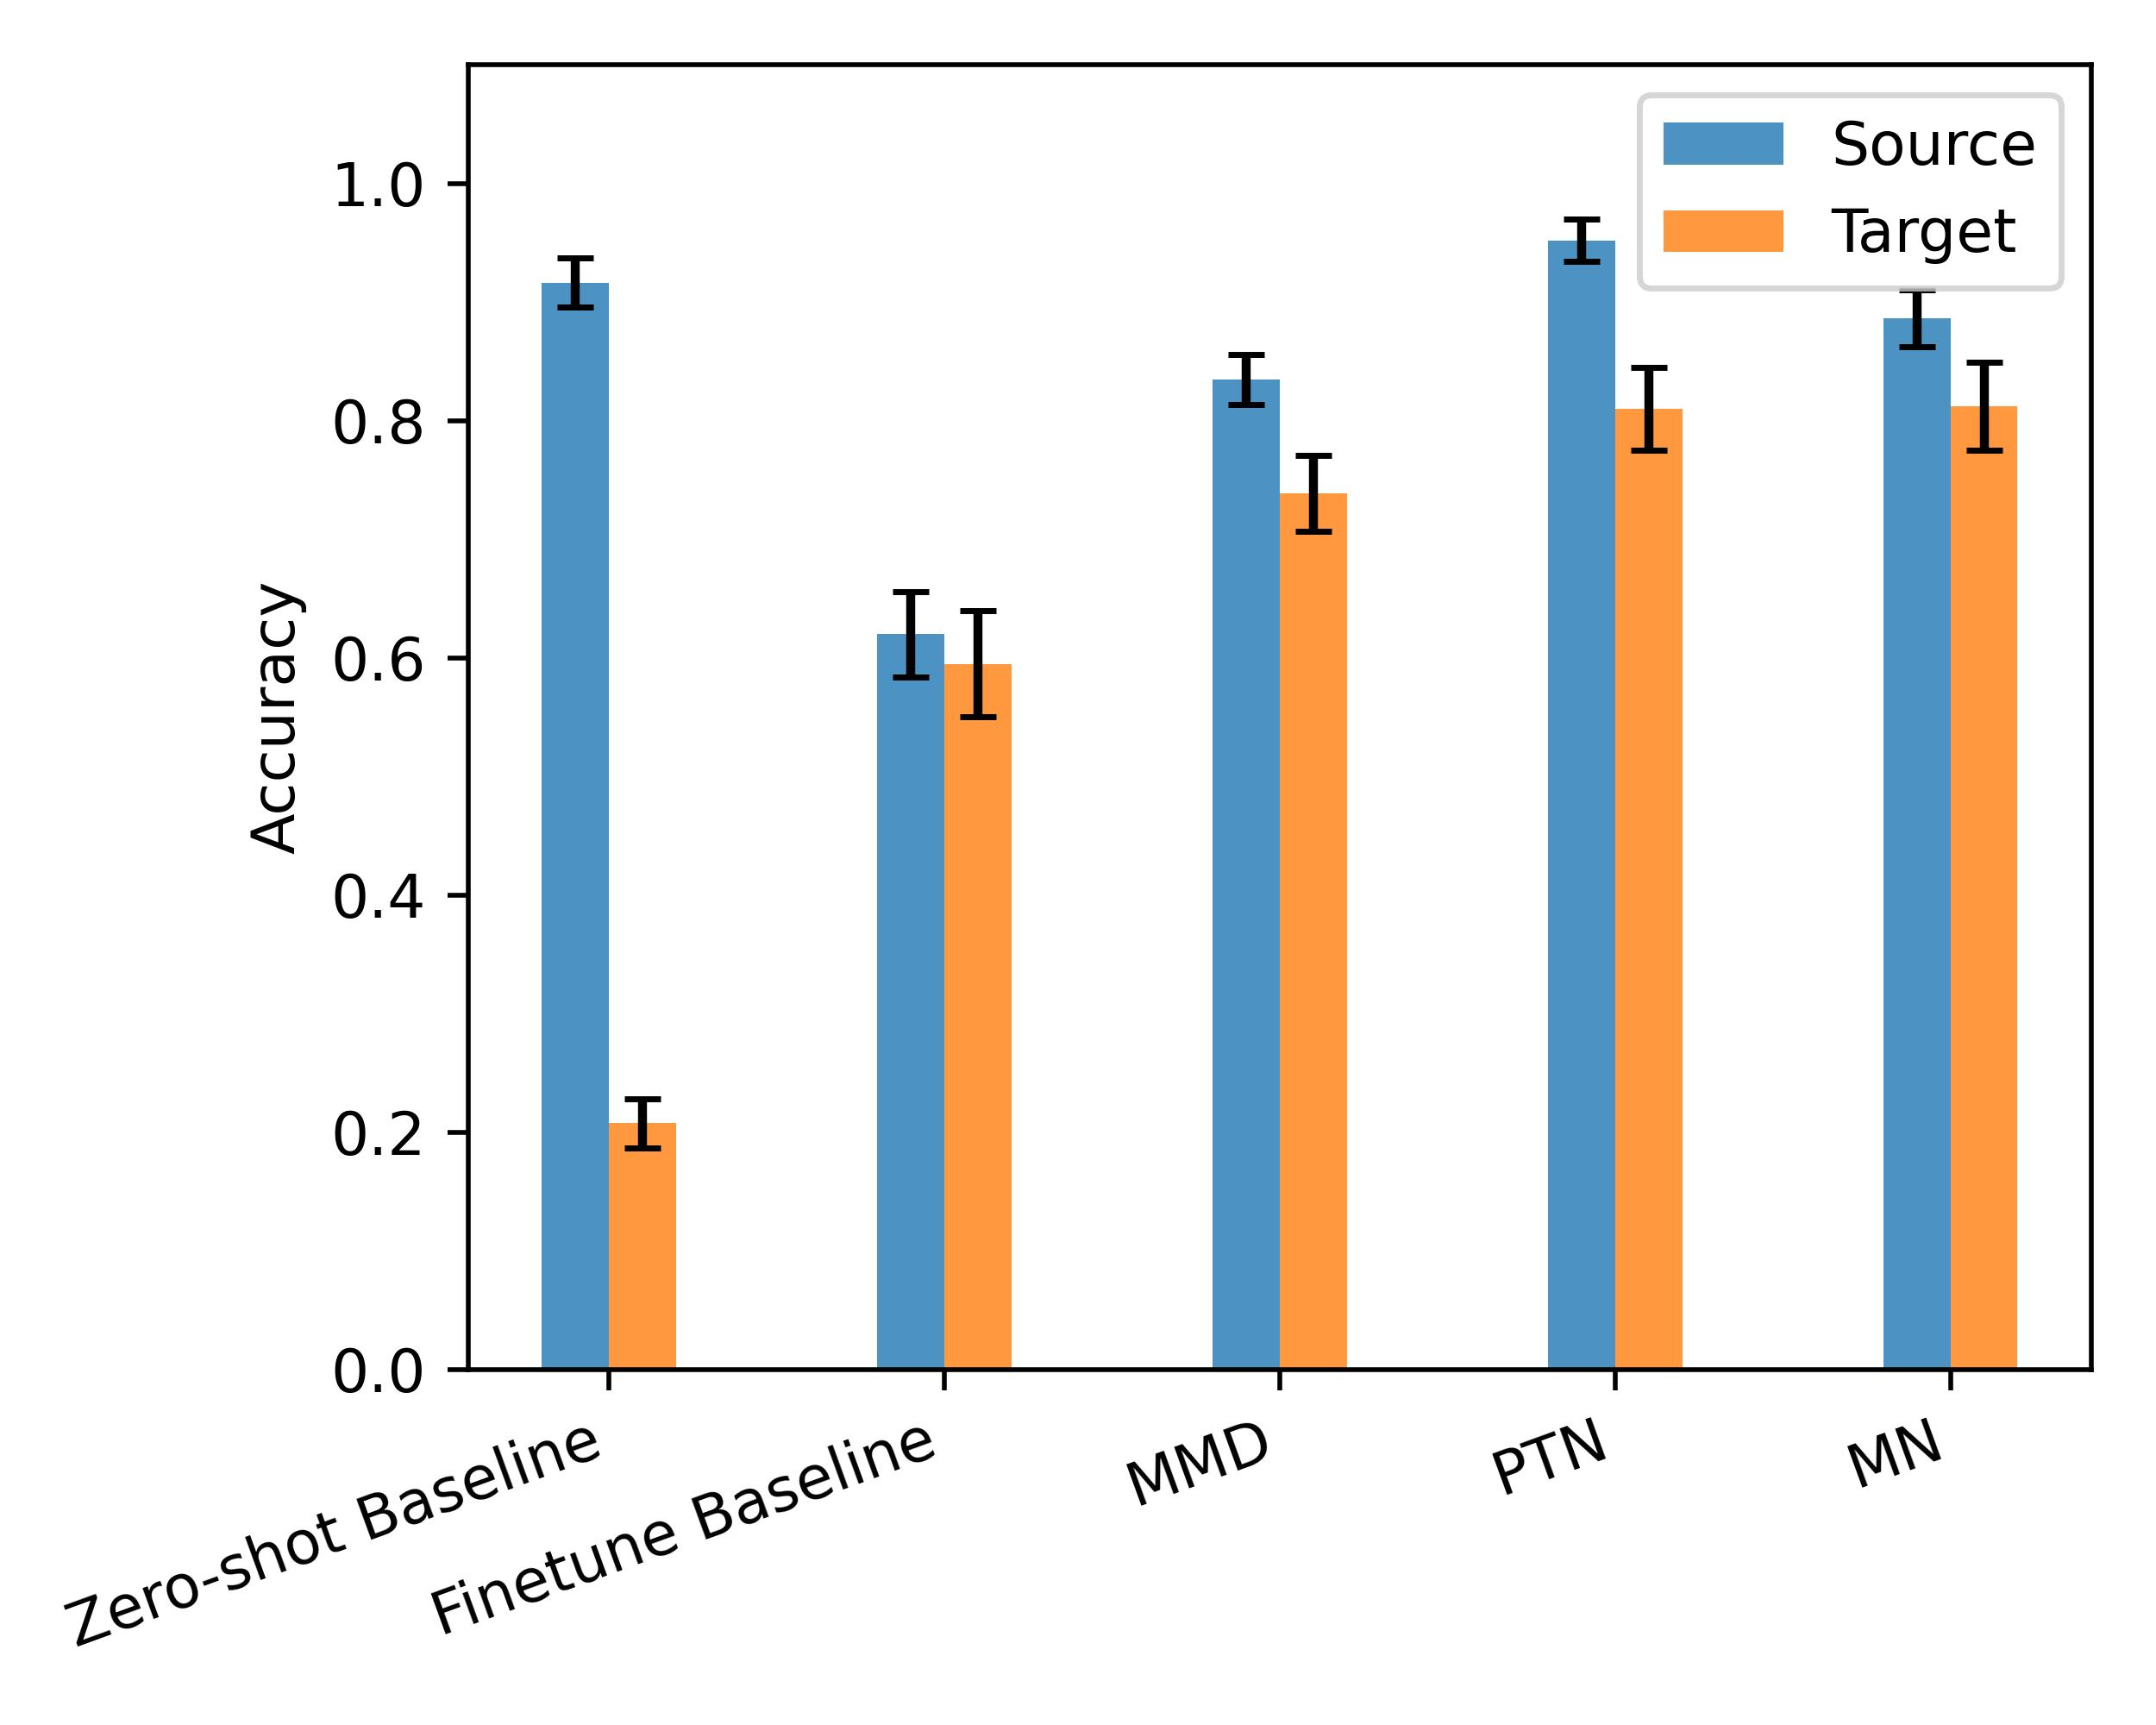 Source
Target
1.0
0.8
0.6
0.4
0.2
0.0
Accuracy
Zero-shot Baseline
Finetune Baseline
MMD
PTN
MN